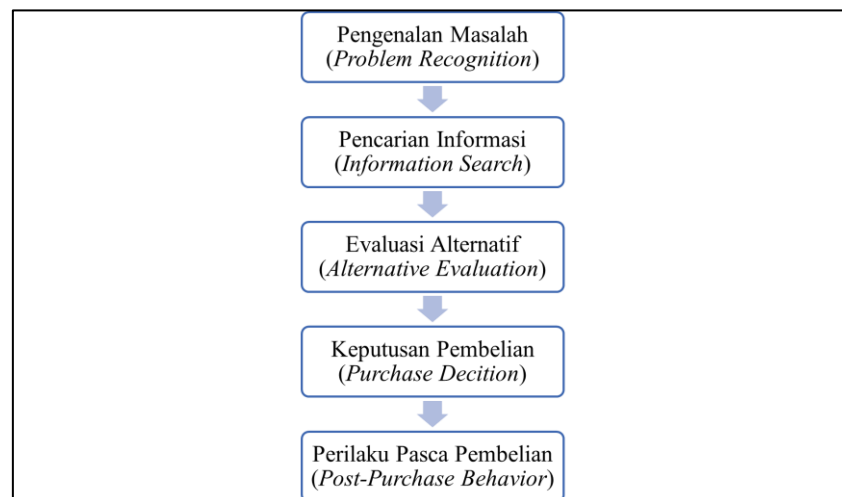 Pengenalan Masalah
(Problem Recognition)
Pencarian Informasi
(Information Search)
Evaluasi Alternatif
(Alternative Evaluation)
Keputusan Pembelian
(Purchase Decition)
Perilaku Pasca Pembelian
(Post-Purchase Behavior)